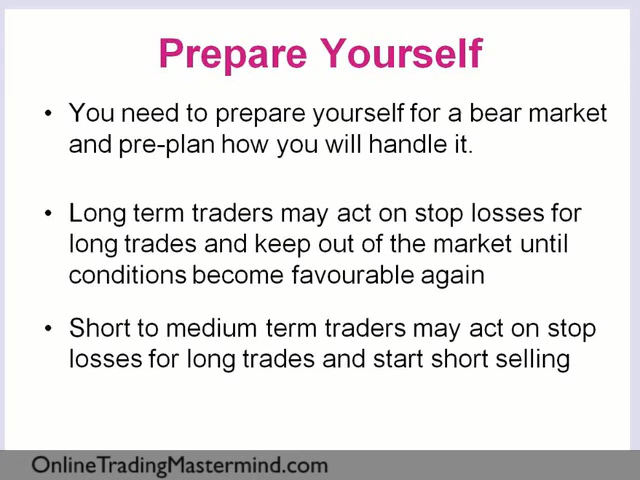 Prepare Yourself
• You need to prepare yourself for a bear market
and pre-plan how you will handle it.
• Long term traders may act on stop losses for
long trades and keep out of the market until
conditions become favourable again
• Short to medium term traders may act on stop
losses for long trades and start short selling
OnlineTradingMastermind.com